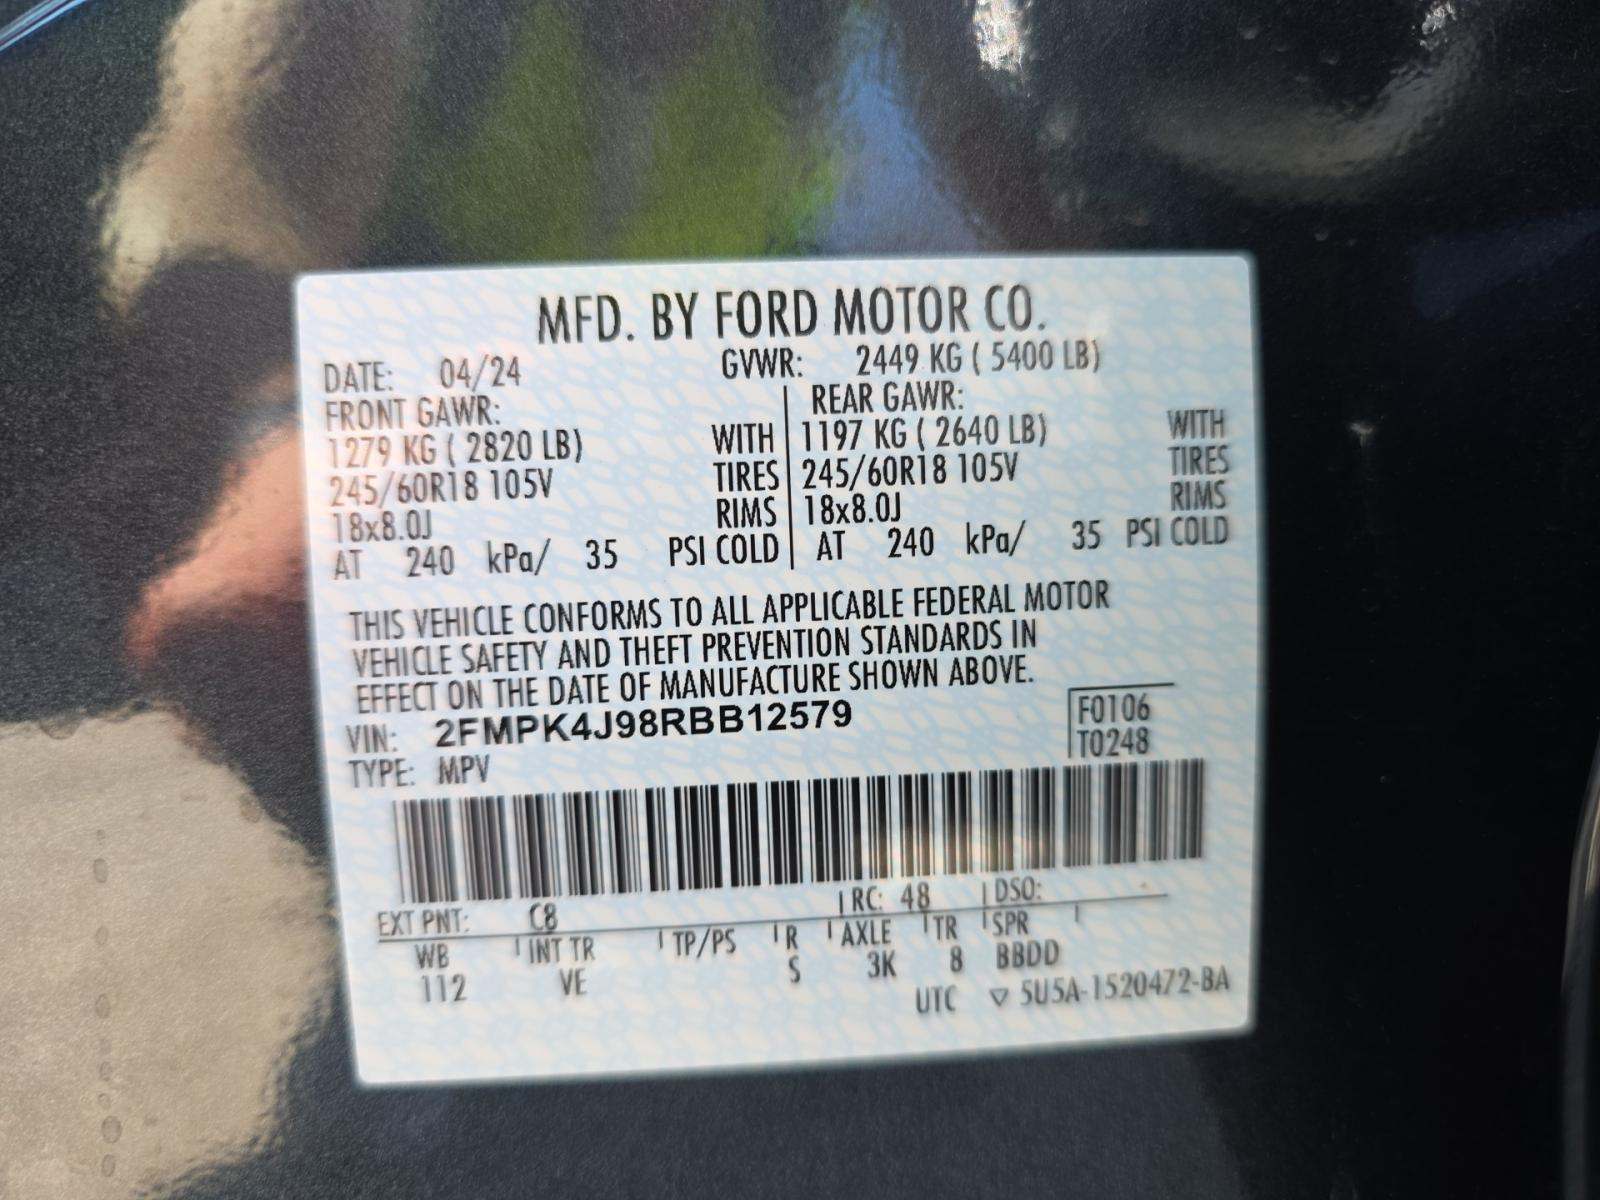 MFD. BY FORD MOTOR CO.
DATE: 04/24 GVWR: 2449 KG ( 5400 LB)
FRONT GAWR: REAR GAWR:
1279 KG ( 2820 LB) WITH 1197 KG ( 2640 LB) WITH
245/60R18 105V TIRES 245/60R18 105V TIRES
18x8.0J RIMS 18x8.0J RIMS
AT 240 kPa/ 35 PSI COLD AT 240 kPa/ 35 PSI COLD
THIS VEHICLE CONFORMS TO ALL APPLICABLE FEDERAL MOTOR
VEHICLE SAFETY AND THEFT PREVENTION STANDARDS IN
EFFECT ON THE DATE OF MANUFACTURE SHOWN ABOVE.
VIN: 2FMPK4J98RBB12579 F0106
TYPE: MPV T0248
EXT PNT: C8 RC: 48 DSO:
WB INT TR TP/PS R AXLE TR SPR
112 VE S 3K 8 BBDD
UTC ▽ 5U5A-1520472-BA